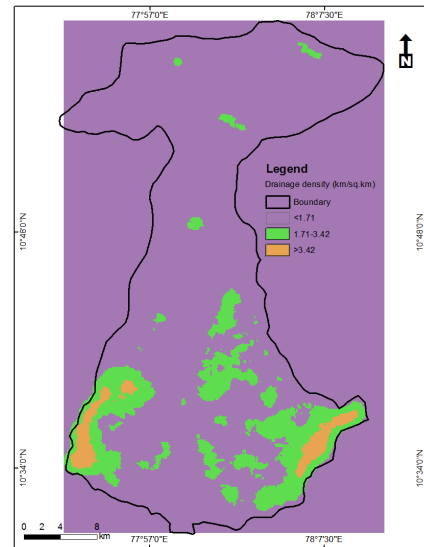 77°57'0"E 78°7'30"E
N
Legend
Drainage density (km/sq.km)
Boundary
<1.71
1.71-3.42
>3.42
10°48'0"N 10°48'0"N
10°34'0"N 10°34'0"N
0 2 4 8
km
77°57'0"E 78°7'30"E